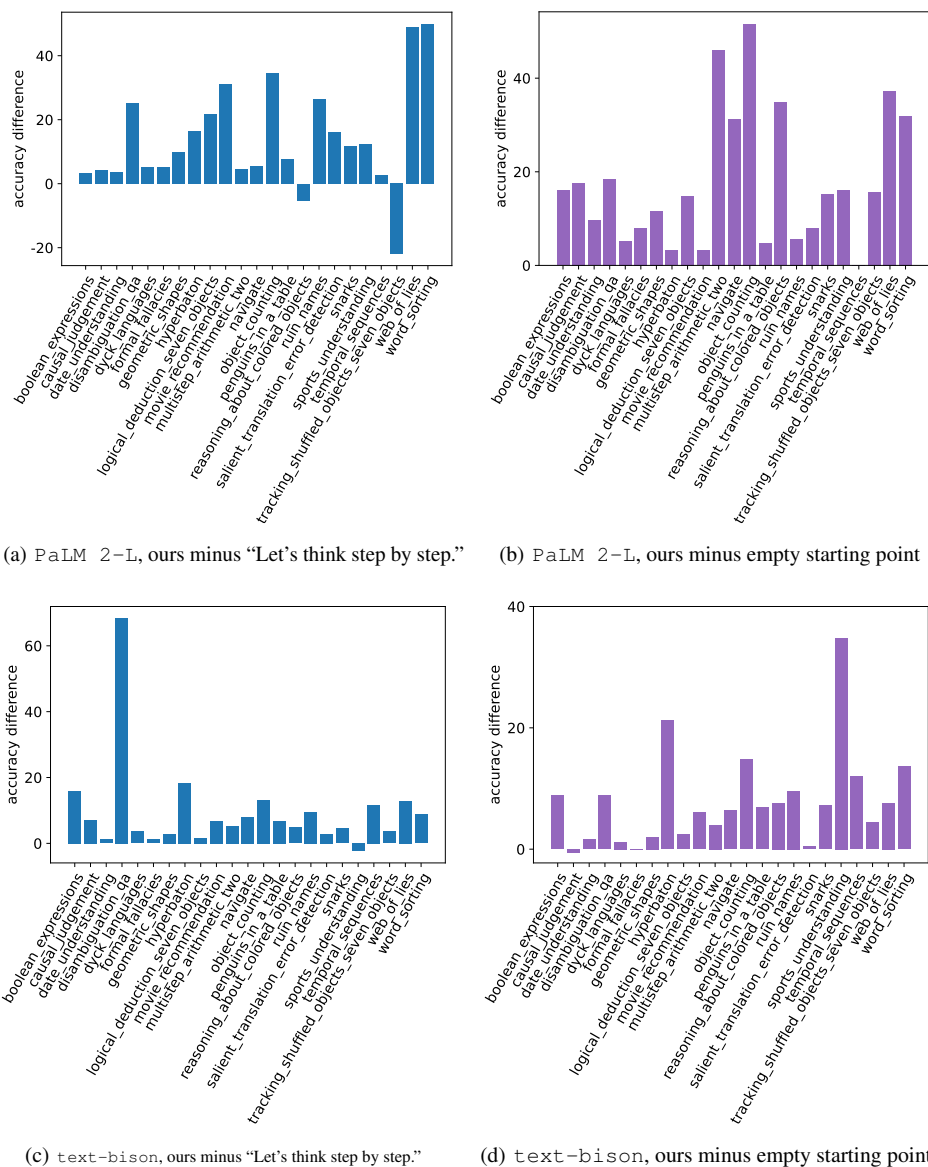 accuracy difference
40
20
0
-20
boolean_expressions
causal_judgement
date_understanding
disambiguation_qa
dyck_languages
formal_fallacies
geometric_shapes
hyperbaton
logical_deduction_seven_objects
movie_recommendation
multistep_arithmetic_two
navigate
object_counting
penguins_in_a_table
reasoning_about_colored_objects
ruin_names
salient_translation_error_detection
snarks
sports_understanding
temporal_sequences
tracking_shuffled_objects_seven_objects
web_of_lies
word_sorting
(a) PaLM 2-L, ours minus “Let’s think step by step.”
accuracy difference
40
20
0
boolean_expressions
causal_judgement
date_understanding
disambiguation_qa
dyck_languages
formal_fallacies
geometric_shapes
hyperbaton
logical_deduction_seven_objects
movie_recommendation
multistep_arithmetic_two
navigate
object_counting
penguins_in_a_table
reasoning_about_colored_objects
ruin_names
salient_translation_error_detection
snarks
sports_understanding
temporal_sequences
tracking_shuffled_objects_seven_objects
web_of_lies
word_sorting
(b) PaLM 2-L, ours minus empty starting point
accuracy difference
60
40
20
0
boolean_expressions
causal_judgement
date_understanding
disambiguation_qa
dyck_languages
formal_fallacies
geometric_shapes
hyperbaton
logical_deduction_seven_objects
movie_recommendation
multistep_arithmetic_two
navigate
object_counting
penguins_in_a_table
reasoning_about_colored_objects
ruin_names
salient_translation_error_detection
snarks
sports_understanding
temporal_sequences
tracking_shuffled_objects_seven_objects
web_of_lies
word_sorting
(c) text-bison, ours minus “Let’s think step by step.”
accuracy difference
40
20
0
boolean_expressions
causal_judgement
date_understanding
disambiguation_qa
dyck_languages
formal_fallacies
geometric_shapes
hyperbaton
logical_deduction_seven_objects
movie_recommendation
multistep_arithmetic_two
navigate
object_counting
penguins_in_a_table
reasoning_about_colored_objects
ruin_names
salient_translation_error_detection
snarks
sports_understanding
temporal_sequences
tracking_shuffled_objects_seven_objects
web_of_lies
word_sorting
(d) text-bison, ours minus empty starting point